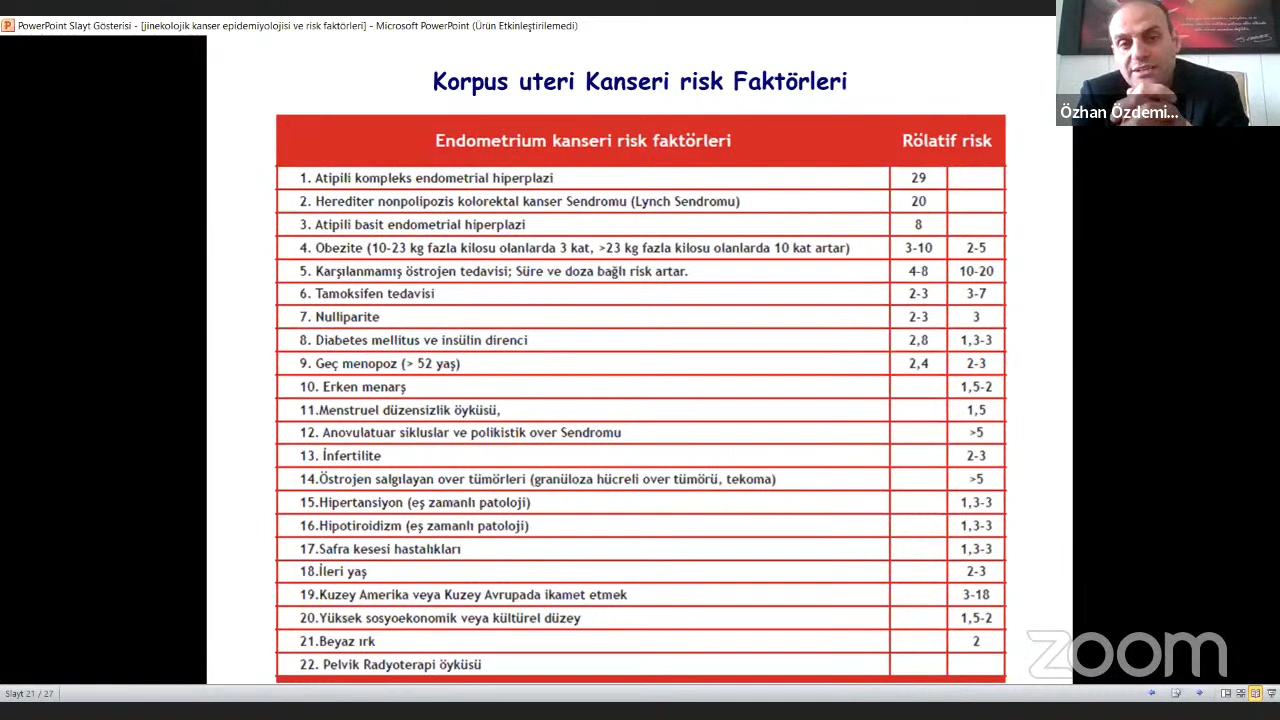 PowerPoint Slayt Gösterisi - [jinekolojik kanser epidemiyolojisi ve risk faktörleri] - Microsoft PowerPoint (Ürün Etkinleştirilemedi)
Özhan Özdemi...
Korpus uteri Kanseri risk Faktörleri
Endometrium kanseri risk faktörleri Rölatif risk
1. Atipili kompleks endometrial hiperplazi 29
2. Herediter nonpolipozis kolorektal kanser Sendromu (Lynch Sendromu) 20
3. Atipili basit endometrial hiperplazi 8
4. Obezite (10-23 kg fazla kilosu olanlarda 3 kat, >23 kg fazla kilosu olanlarda 10 kat artar) 3-10 2-5
5. Karşılanmamış östrojen tedavisi; Süre ve doza bağlı risk artar. 4-8 10-20
6. Tamoksifen tedavisi 2-3 3-7
7. Nulliparite 2-3 3
8. Diabetes mellitus ve insülin direnci 2,8 1,3-3
9. Geç menopoz (> 52 yaş) 2,4 2-3
10. Erken menarş 1,5-2
11.Menstruel düzensizlik öyküsü, 1,5
12. Anovulatuar sikluslar ve polikistik over Sendromu >5
13. İnfertilite 2-3
14.Östrojen salgılayan over tümörleri (granüloza hücreli over tümörü, tekoma) >5
15.Hipertansiyon (eş zamanlı patoloji) 1,3-3
16.Hipotiroidizm (eş zamanlı patoloji) 1,3-3
17.Safra kesesi hastalıkları 1,3-3
18.İleri yaş 2-3
19.Kuzey Amerika veya Kuzey Avrupada ikamet etmek 3-18
20.Yüksek sosyoekonomik veya kültürel düzey 1,5-2
21.Beyaz ırk 2
22. Pelvik Radyoterapi öyküsü
zoom
Slayt 21 / 27